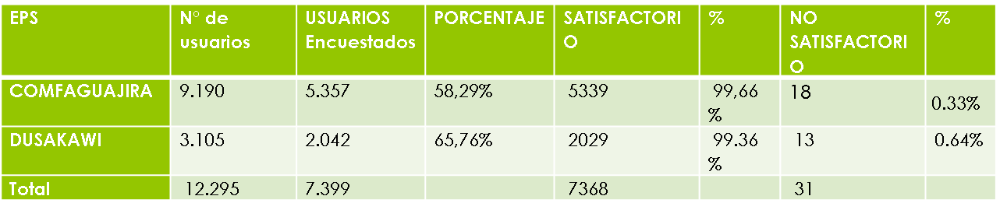 EPS N° de usuarios USUARIOS Encuestados PORCENTAJE SATISFACTORI O % NO SATISFACTORI O %
COMFAGUAJIRA 9.190 5.357 58,29% 5339 99,66 % 18 0.33%
DUSAKAWI 3.105 2.042 65,76% 2029 99.36 % 13 0.64%
Total 12.295 7.399 7368 31